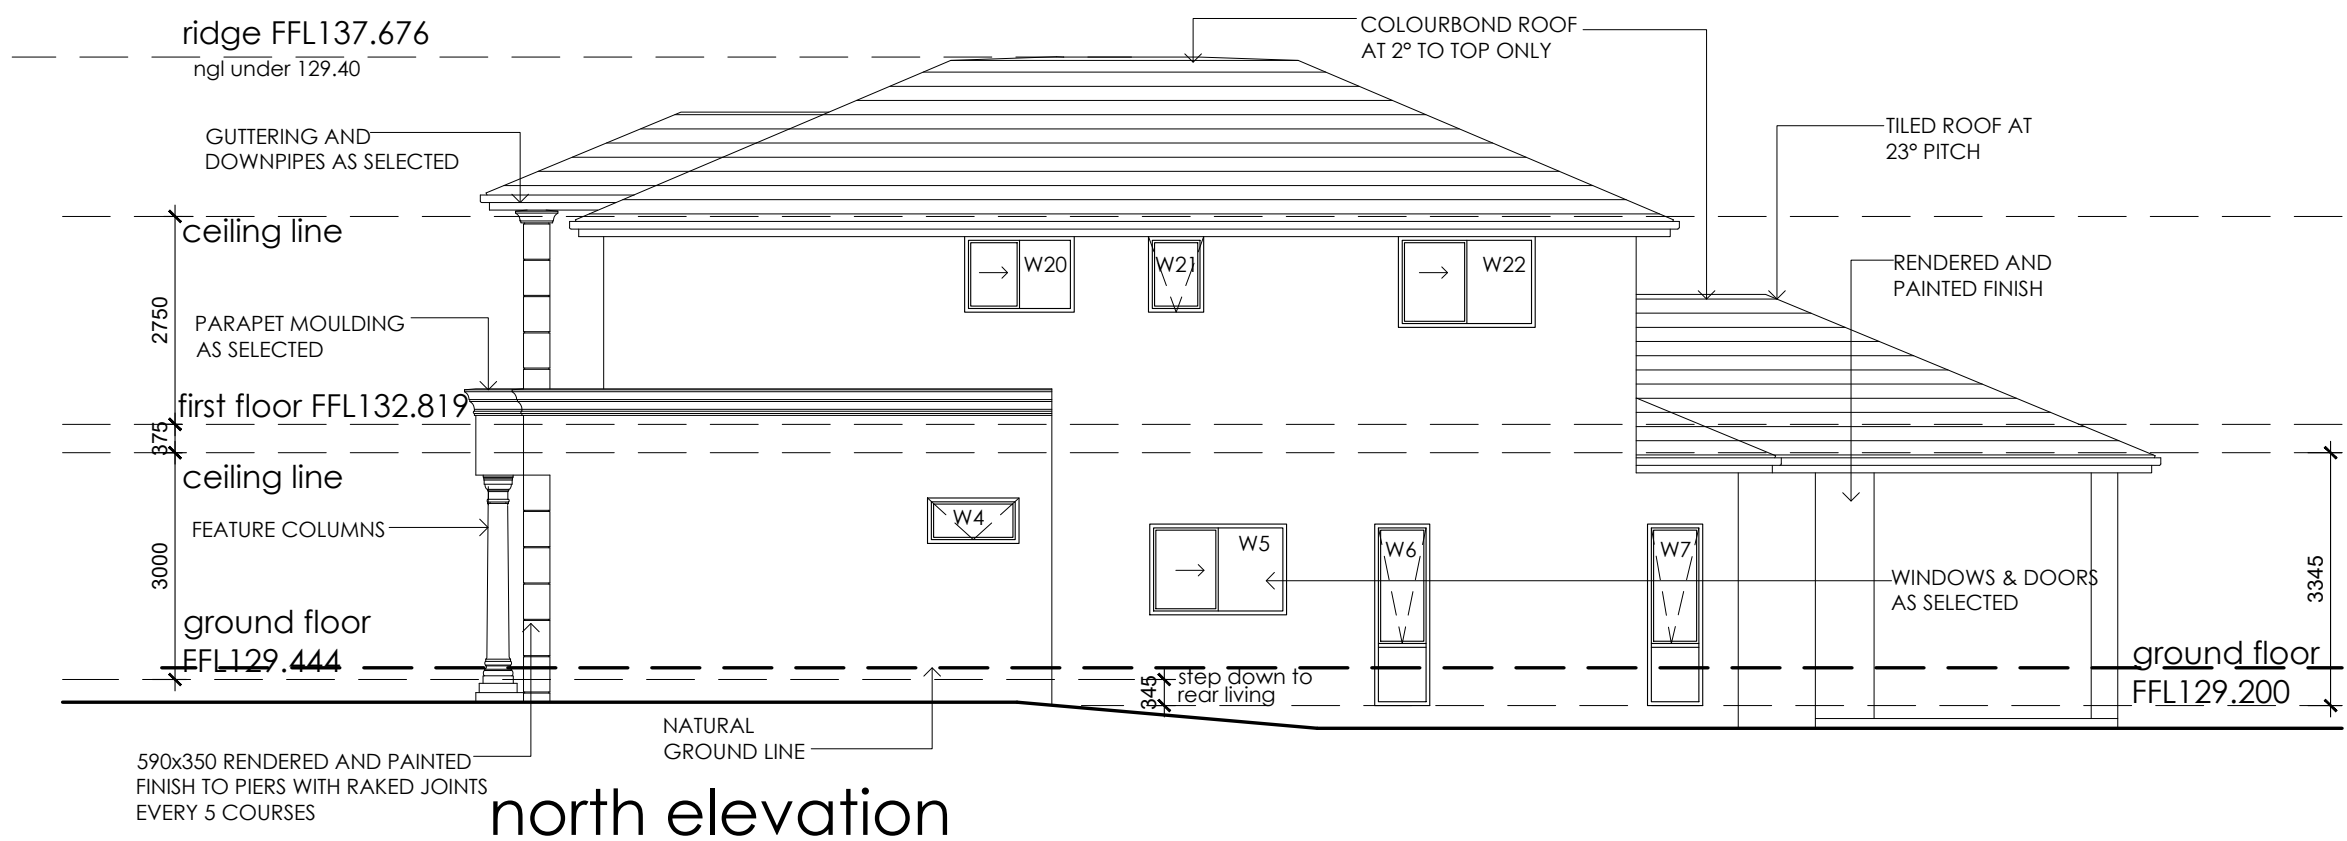 ridge FFL137.676
ngl under 129.40
COLOURBOND ROOF
AT 2° TO TOP ONLY
GUTTERING AND
DOWNPIPES AS SELECTED
TILED ROOF AT
23° PITCH
ceiling line
W20
W21
W22
RENDERED AND
PAINTED FINISH
2750
PARAPET MOULDING
AS SELECTED
first floor FFL132.819
375
ceiling line
FEATURE COLUMNS
W4
W5
W6
W7
3000
WINDOWS & DOORS
AS SELECTED
3345
ground floor
FFL129.444
ground floor
FFL129.200
345
step down to
rear living
NATURAL
GROUND LINE
590x350 RENDERED AND PAINTED
FINISH TO PIERS WITH RAKED JOINTS
EVERY 5 COURSES
north elevation